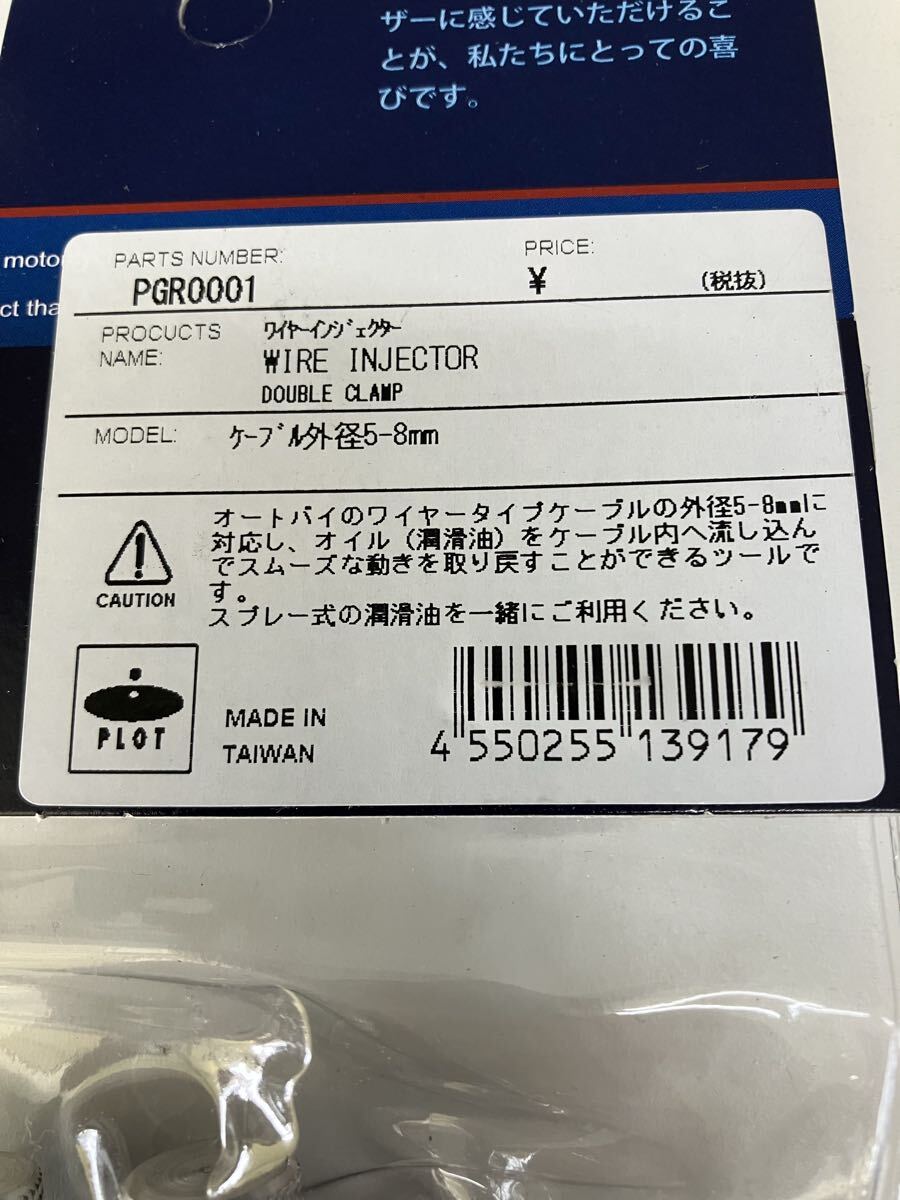 ザーに感じていただけるこ
とが、私たちにとっての喜
びです。
moto
ct tha
PARTS NUMBER:
PGR0001
PRICE:
¥ (税抜)
PROCUCTS NAME:
ワイヤーインジェクター
WIRE INJECTOR
DOUBLE CLAMP
MODEL: ケーブル外径5-8mm
オートバイのワイヤータイプケーブルの外径5-8mmに
対応し、オイル（潤滑油）をケーブル内へ流し込ん
でスムーズな動きを取り戻すことができるツールで
す。
スプレー式の潤滑油を一緒にご利用ください。
CAUTION
PLOT
MADE IN
TAIWAN
4 550255 139179